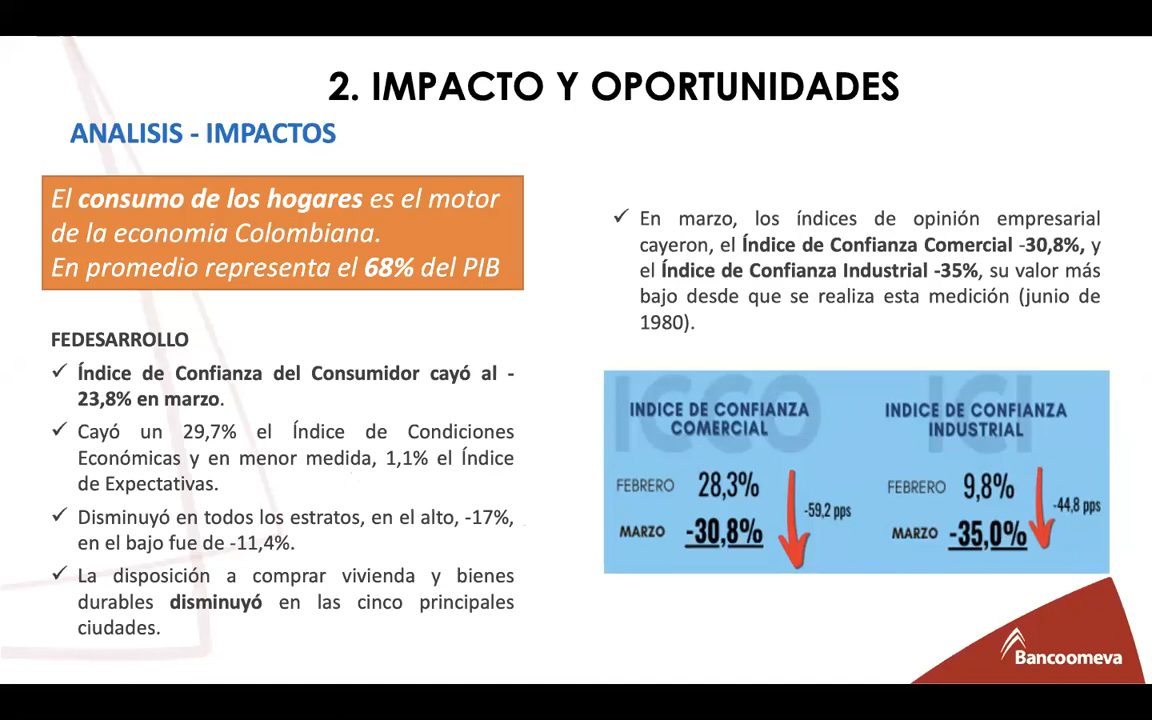 2. IMPACTO Y OPORTUNIDADES
ANALISIS - IMPACTOS
El consumo de los hogares es el motor
de la economia Colombiana.
En promedio representa el 68% del PIB
FEDESARROLLO
✓ Índice de Confianza del Consumidor cayó al -
23,8% en marzo.
✓ Cayó un 29,7% el Índice de Condiciones
Económicas y en menor medida, 1,1% el Índice
de Expectativas.
✓ Disminuyó en todos los estratos, en el alto, -17%,
en el bajo fue de -11,4%.
✓ La disposición a comprar vivienda y bienes
durables disminuyó en las cinco principales
ciudades.
✓ En marzo, los índices de opinión empresarial
cayeron, el Índice de Confianza Comercial -30,8%, y
el Índice de Confianza Industrial -35%, su valor más
bajo desde que se realiza esta medición (junio de
1980).
ICCO
INDICE DE CONFIANZA
COMERCIAL
FEBRERO 28,3%
-59,2 pps
MARZO -30,8%
ICI
INDICE DE CONFIANZA
INDUSTRIAL
FEBRERO 9,8%
-44,8 pps
MARZO -35,0%
Bancoomeva